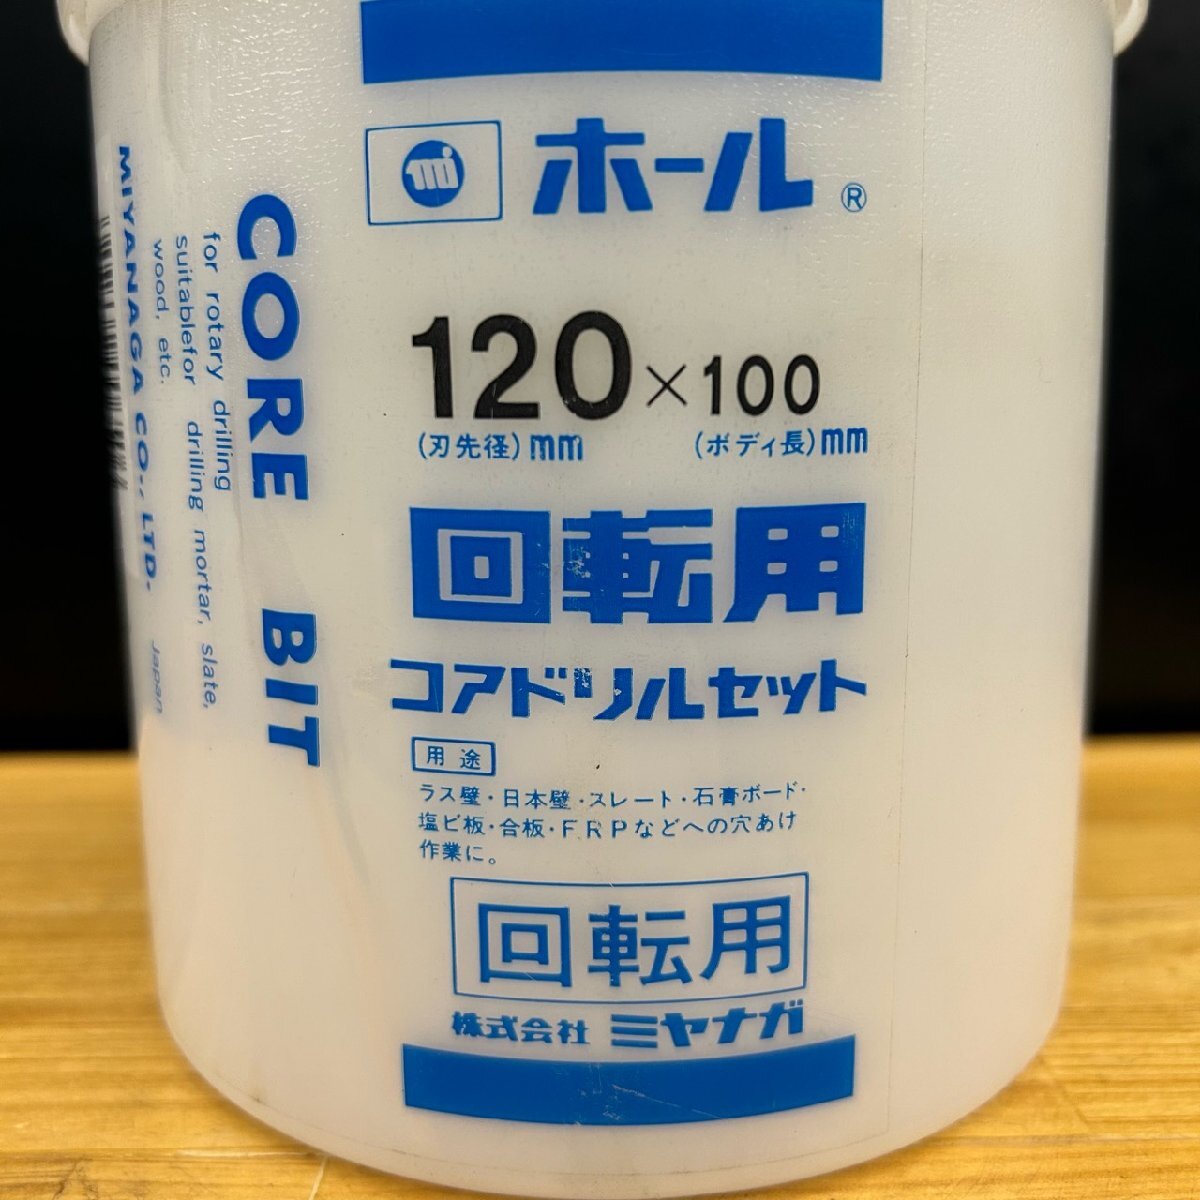 ホール®
120×100
(刃先径)mm (ボディ長)mm
回転用
コアドリルセット
用途
ラス壁・日本壁・スレート・石膏ボード・
塩ビ板・合板・FRPなどへの穴あけ
作業に。
回転用
株式会社 ミヤナガ
CORE BIT
for rotary drilling
suitablefor drilling mortar, slate,
wood, etc.
MIYANAGA CO., LTD. Japan